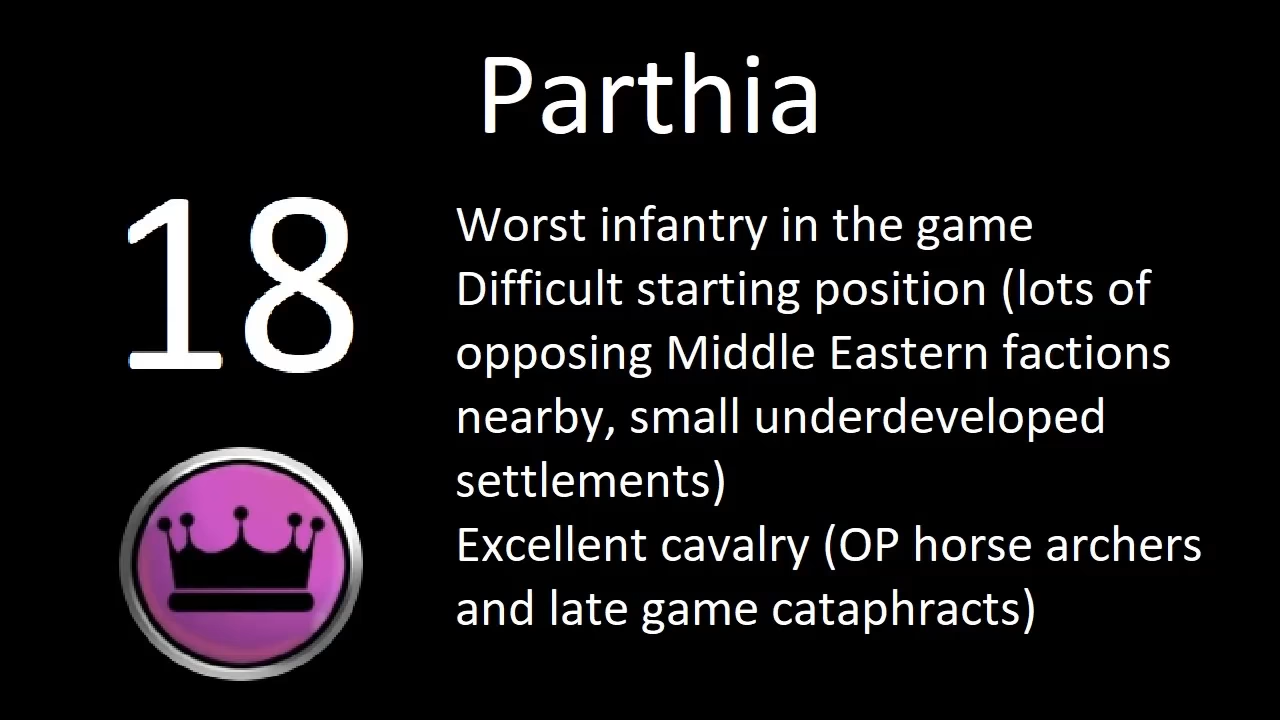 Parthia
18
Worst infantry in the game
Difficult starting position (lots of
opposing Middle Eastern factions
nearby, small underdeveloped
settlements)
Excellent cavalry (OP horse archers
and late game cataphracts)